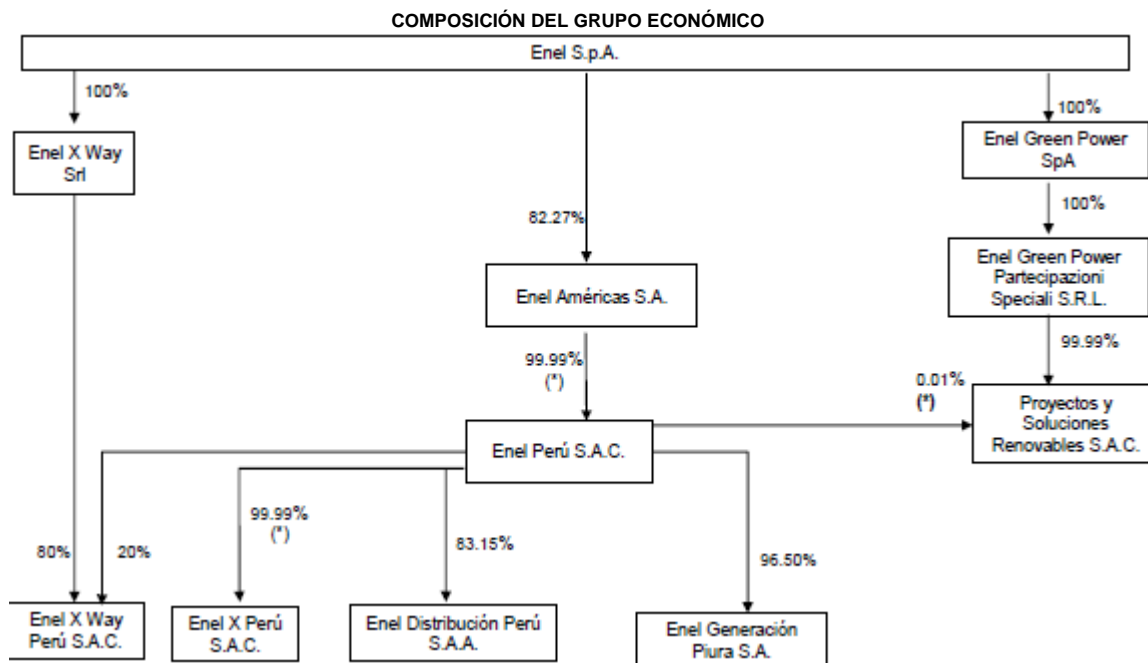 COMPOSICIÓN DEL GRUPO ECONÓMICO
Enel S.p.A.
100%
100%
Enel X Way
Srl
Enel Green Power
SpA
82.27%
100%
Enel Américas S.A.
Enel Green Power
Partecipazioni
Speciali S.R.L.
99.99%
(*)
99.99%
0.01%
(*)
Proyectos y
Soluciones
Renovables S.A.C.
Enel Perú S.A.C.
99.99%
(*)
80%
20%
83.15%
96.50%
Enel X Way
Perú S.A.C.
Enel X Perú
S.A.C.
Enel Distribución Perú
S.A.A.
Enel Generación
Piura S.A.